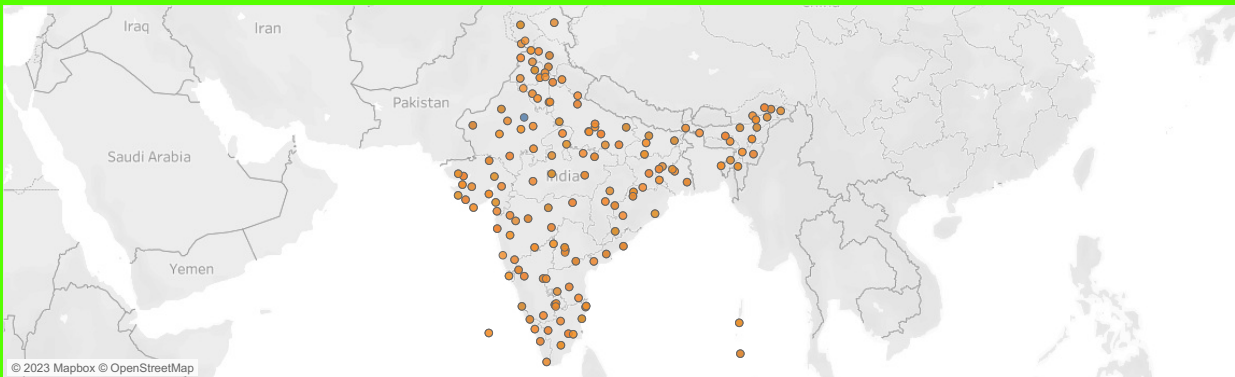 Iraq
Iran
Pakistan
Saudi Arabia
India
Yemen
© 2023 Mapbox © OpenStreetMap